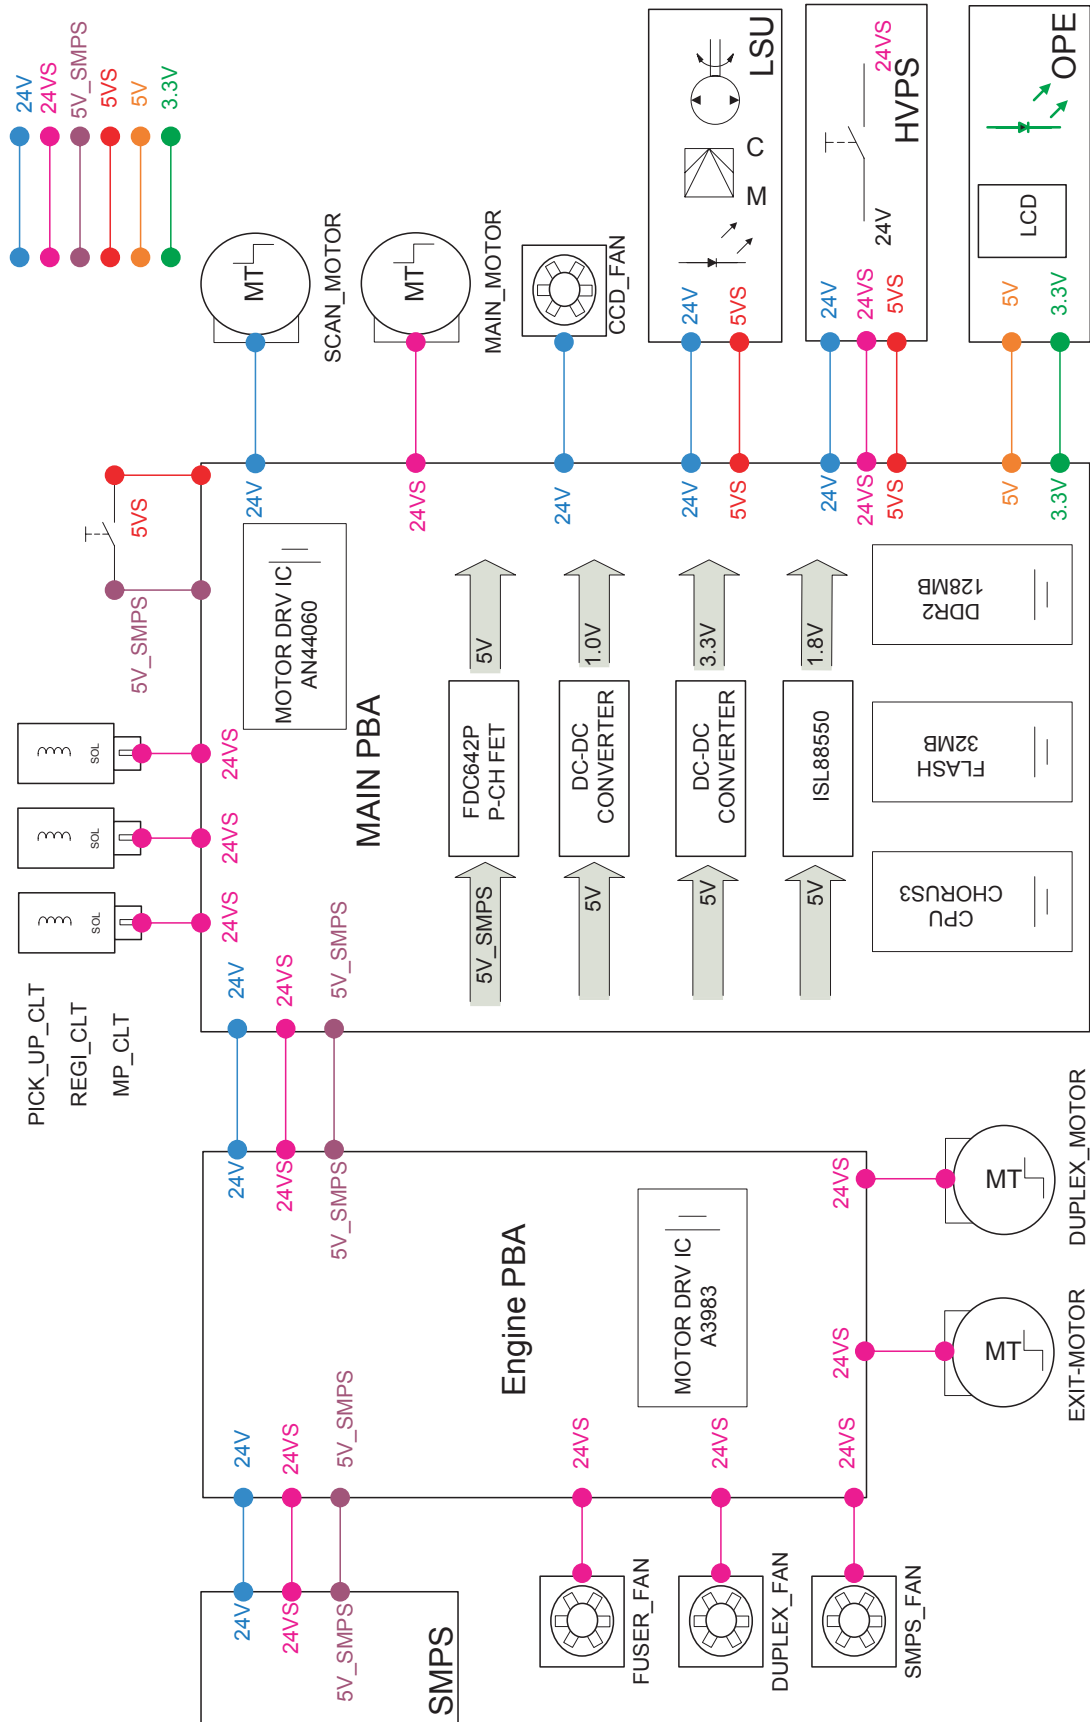 24V
24VS
5V_SMPS
5VS
5V
3.3V
SMPS
24V
24VS
5V_SMPS
24V
24VS
5V_SMPS
Engine PBA
MOTOR DRV IC
A3983
24VS
24VS
24VS
FUSER_FAN
DUPLEX_FAN
SMPS_FAN
24VS
24VS
MT
EXIT-MOTOR
MT
DUPLEX_MOTOR
24V
24VS
5V_SMPS
24V
24VS
5V_SMPS
PICK_UP_CLT
REGI_CLT
MP_CLT
SOL
SOL
SOL
24VS
24VS
24VS
5V_SMPS
5VS
MAIN PBA
MOTOR DRV IC
AN44060
5V_SMPS
FDC642P
P-CH FET
5V
5V
DC-DC
CONVERTER
1.0V
5V
DC-DC
CONVERTER
3.3V
5V
ISL88550
1.8V
CPU
CHORUS3
FLASH
32MB
DDR2
128MB
24V
MT
SCAN_MOTOR
24VS
MT
MAIN_MOTOR
24V
CCD_FAN
24V
5VS
24V
5VS
M
C
LSU
24V
24VS
5VS
24V
24VS
5VS
24V
24VS
HVPS
5V
3.3V
5V
3.3V
LCD
OPE